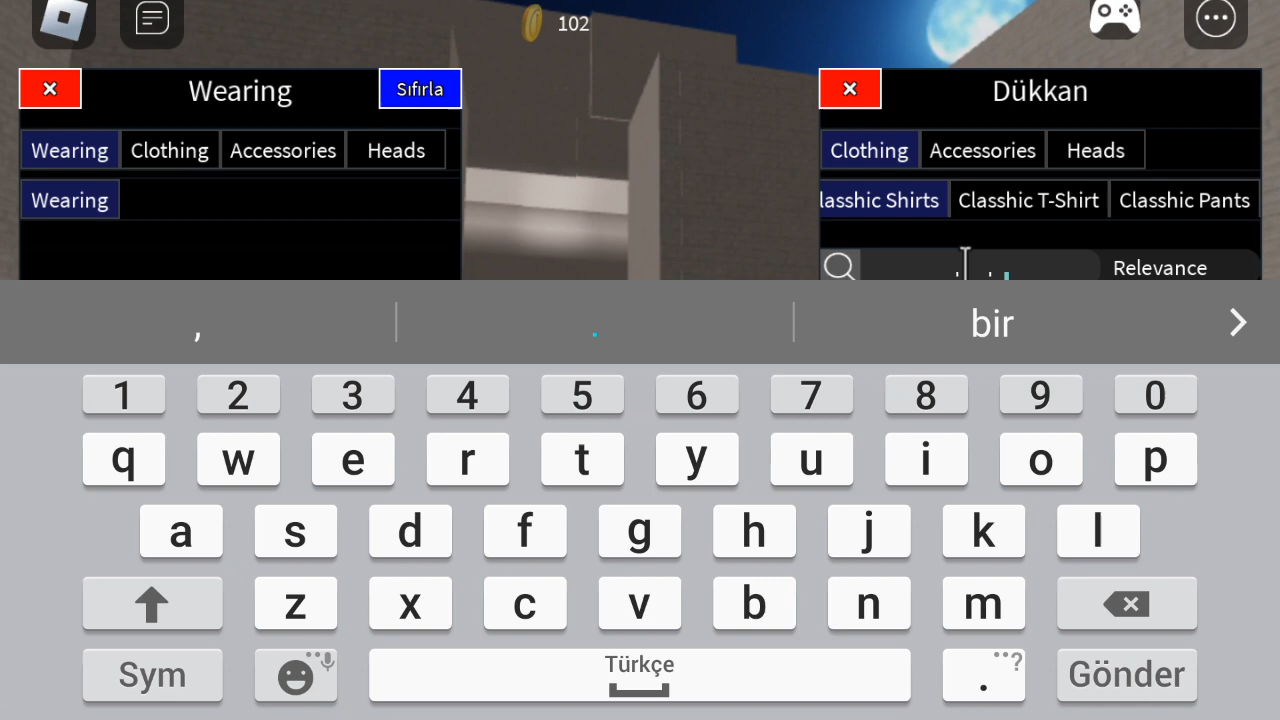 102
Wearing
Sıfırla
Dükkan
Wearing Clothing Accessories Heads
Clothing Accessories Heads
Wearing
lasshic Shirts Classhic T-Shirt Classhic Pants
Relevance
, . bir
1 2 3 4 5 6 7 8 9 0
q w e r t y u i o p
a s d f g h j k l
z x c v b n m
Sym Türkçe . ? Gönder